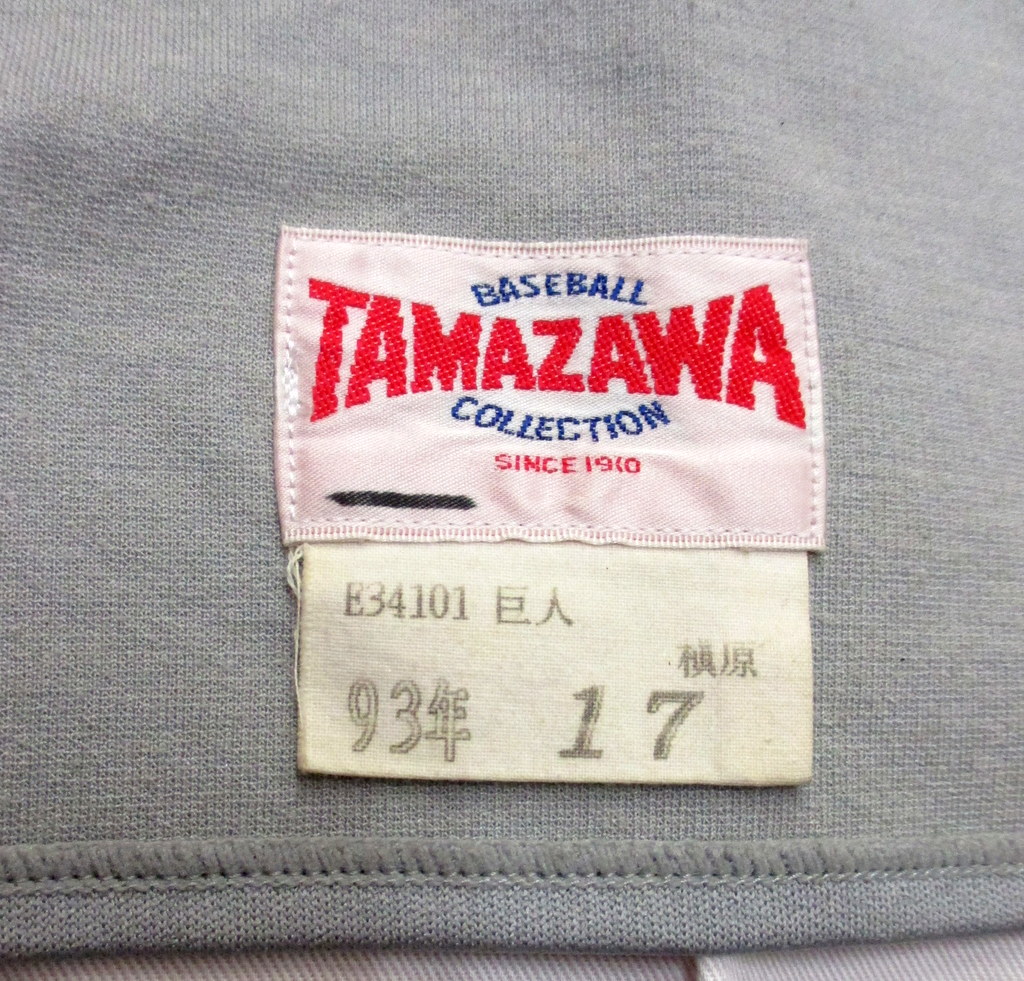 BASEBALL
TAMAZAWA
COLLECTION
SINCE 1910
E34101 巨人
槙原
93年 17